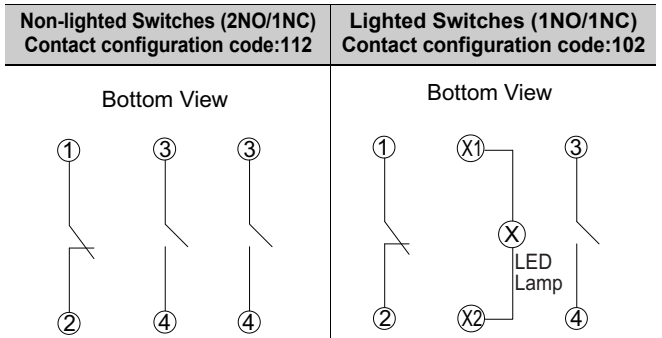 Non-lighted Switches (2NO/1NC)
Contact configuration code:112
Lighted Switches (1NO/1NC)
Contact configuration code:102
Bottom View
1 3 3
2 4 4
Bottom View
1 X1 3
X
LED
Lamp
2 X2 4